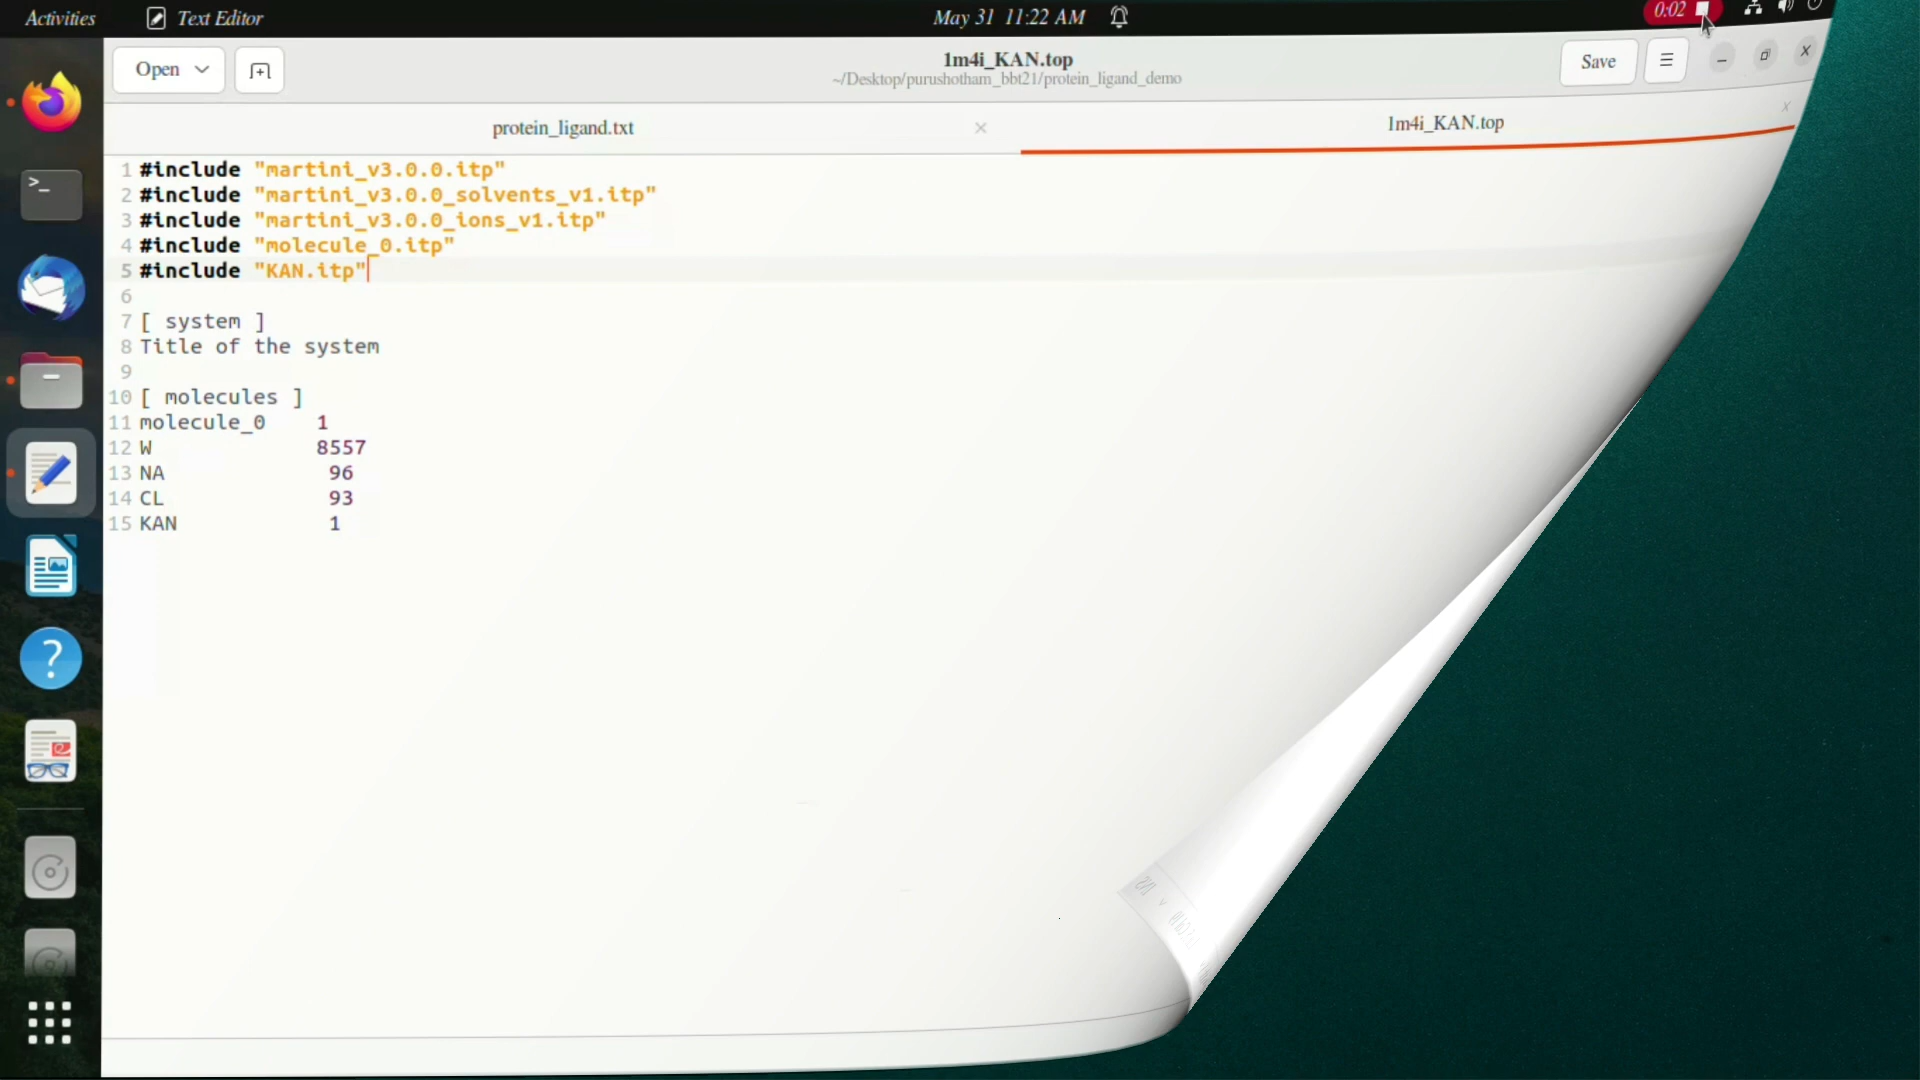 Activities Text Editor May 31 11:22 AM 0:02
Open 1m4i_KAN.top Save
~/Desktop/purushotham_bbt21/protein_ligand_demo
protein_ligand.txt 1m4i_KAN.top
1 #include "martini_v3.0.0.itp"
2 #include "martini_v3.0.0_solvents_v1.itp"
3 #include "martini_v3.0.0_ions_v1.itp"
4 #include "molecule_0.itp"
5 #include "KAN.itp"
6
7 [ system ]
8 Title of the system
9
10 [ molecules ]
11 molecule_0 1
12 W 8557
13 NA 96
14 CL 93
15 KAN 1